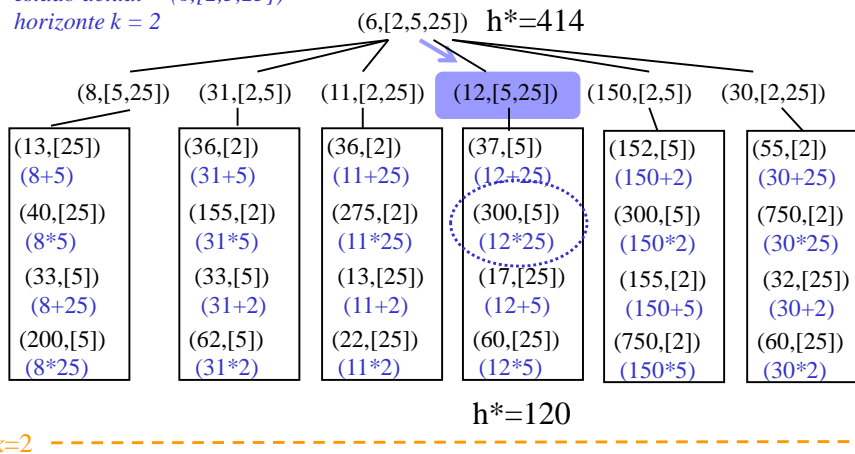 horizonte k = 2
(6,[2,5,25]) h*=414
(8,[5,25]) (31,[2,5]) (11,[2,25]) (12,[5,25]) (150,[2,5]) (30,[2,25])
(13,[25]) (36,[2]) (36,[2]) (37,[5]) (152,[5]) (55,[2])
(8+5) (31+5) (11+25) (12+25) (150+2) (30+25)
(40,[25]) (155,[2]) (275,[2]) (300,[5]) (300,[5]) (750,[2])
(8*5) (31*5) (11*25) (12*25) (150*2) (30*25)
(33,[5]) (33,[5]) (13,[25]) (17,[25]) (155,[2]) (32,[25])
(8+25) (31+2) (11+2) (12+5) (150+5) (30+2)
(200,[5]) (62,[5]) (22,[25]) (60,[25]) (750,[2]) (60,[25])
(8*25) (31*2) (11*2) (12*5) (150*5) (30*2)
h*=120
k=2